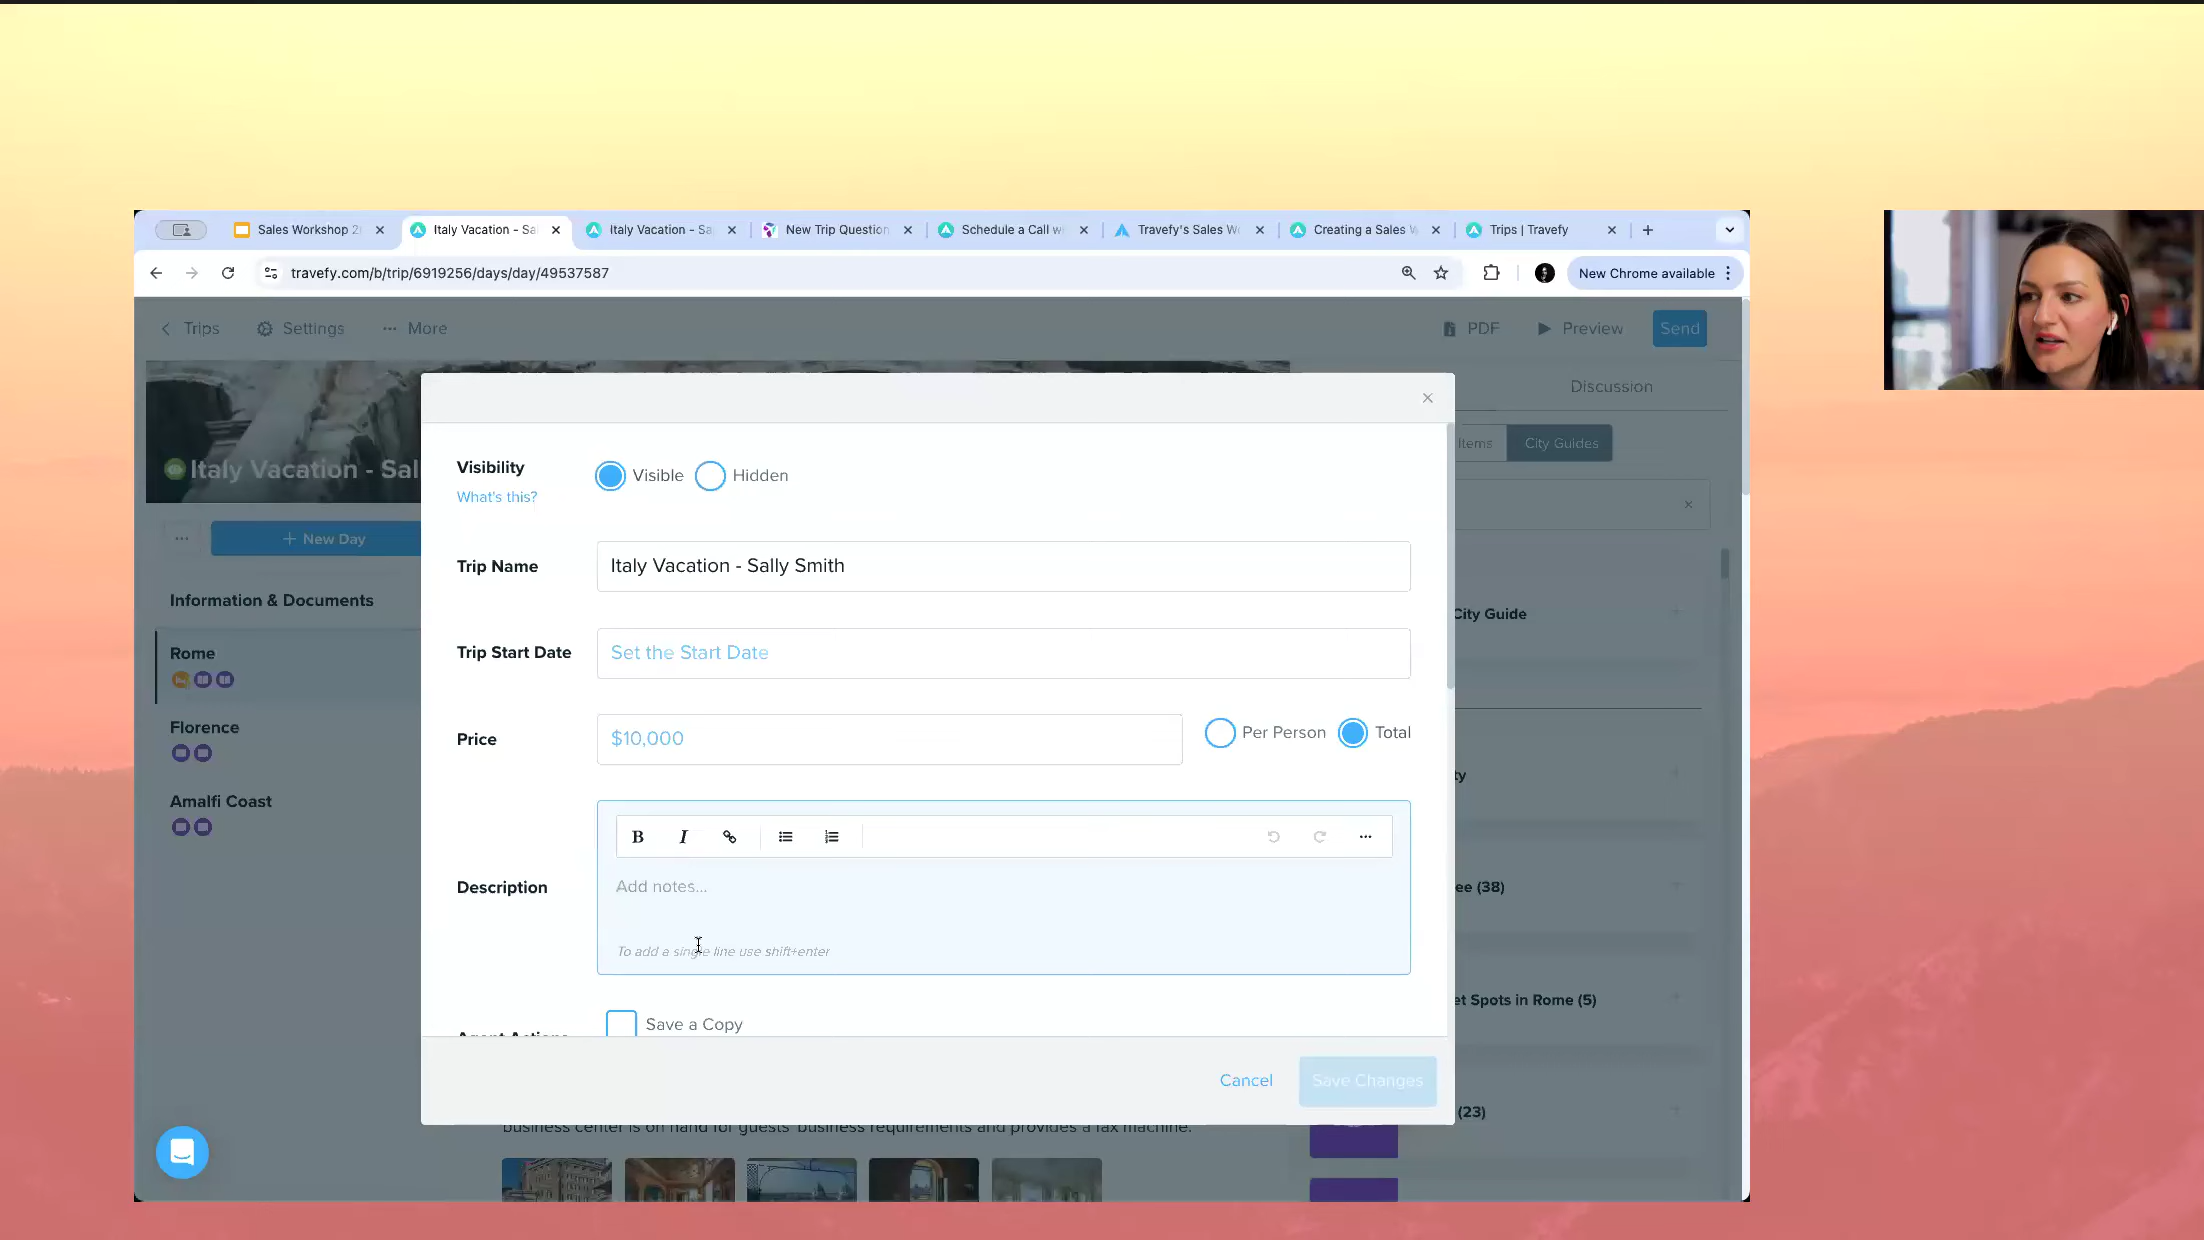 Sales Workshop 2
Italy Vacation - Sal
Italy Vacation - Sa
New Trip Question
Schedule a Call wi
Travefy's Sales W
Creating a Sales W
Trips | Travefy
travefy.com/b/trip/6919256/days/day/49537587
New Chrome available
Trips
Settings
More
PDF
Preview
Send
Discussion
Italy Vacation - Sal
Items
City Guides
Visibility
What's this?
Visible
Hidden
+ New Day
Trip Name
Italy Vacation - Sally Smith
Information & Documents
City Guide
Rome
Trip Start Date
Set the Start Date
Florence
Price
$10,000
Per Person
Total
Amalfi Coast
B
I
Description
Add notes...
ee (38)
To add a single line use shift+enter
et Spots in Rome (5)
Save a Copy
Cancel
Save Changes
(23)
business center is on hand for guests' business requirements and provides a fax machine.